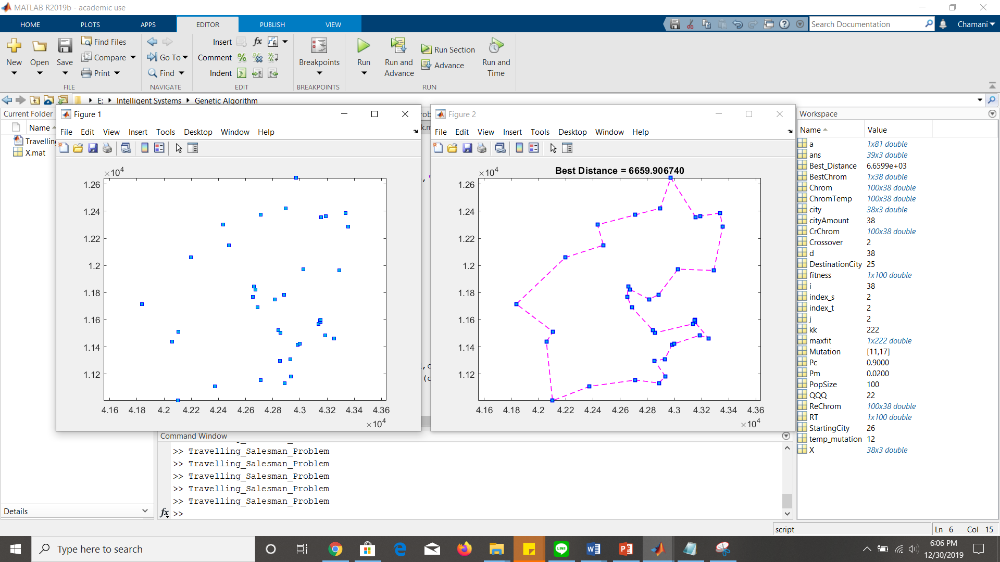 MATLAB R2019b - academic use
HOME PLOTS APPS EDITOR PUBLISH VIEW
Search Documentation
Chamani
New Open Save
Find Files
Compare
Print
FILE
Go To
Find
NAVIGATE
Insert fx
Comment
Indent
EDIT
Breakpoints
BREAKPOINTS
Run
Run and Advance
Run Section
Advance
Run and Time
RUN
E: Intelligent Systems Genetic Algorithm
Current Folder
Name
Travelling
X.mat
Details
Figure 1
File Edit View Insert Tools Desktop Window Help
×10⁴
1.26
1.24
1.22
1.2
1.18
1.16
1.14
1.12
4.16 4.18 4.2 4.22 4.24 4.26 4.28 4.3 4.32 4.34 4.36
×10⁴
Figure 2
File Edit View Insert Tools Desktop Window Help
×10⁴
Best Distance = 6659.906740
1.26
1.24
1.22
1.2
1.18
1.16
1.14
1.12
4.16 4.18 4.2 4.22 4.24 4.26 4.28 4.3 4.32 4.34 4.36
×10⁴
Workspace
Name Value
a 1x81 double
ans 39x3 double
Best_Distance 6.6599e+03
BestChrom 1x38 double
Chrom 100x38 double
ChromTemp 100x38 double
city 38x3 double
cityAmount 38
CrChrom 100x38 double
Crossover 2
d 38
DestinationCity 25
fitness 1x100 double
i 38
index_s 2
index_t 2
j 2
kk 222
maxfit 1x222 double
Mutation [11,17]
Pc 0.9000
Pm 0.0200
PopSize 100
QQQ 22
ReChrom 100x38 double
RT 1x100 double
StartingCity 26
temp_mutation 12
X 38x3 double
Command Window
>> Travelling_Salesman_Problem
>> Travelling_Salesman_Problem
>> Travelling_Salesman_Problem
>> Travelling_Salesman_Problem
>> Travelling_Salesman_Problem
fx >>
script
Ln 6 Col 15
Type here to search
LINE
6:06 PM
12/30/2019